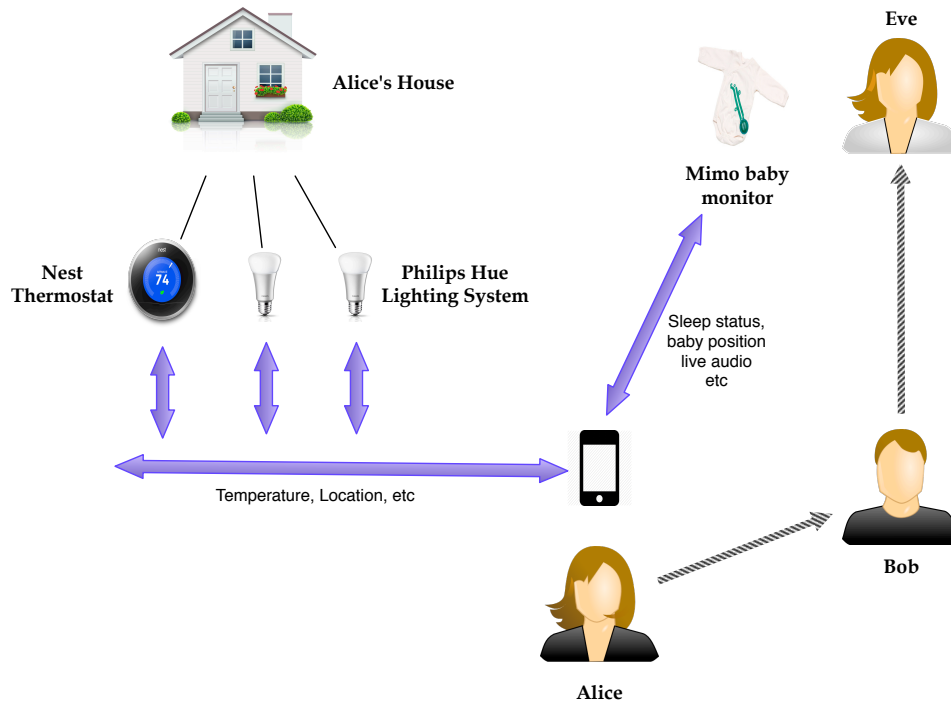 Eve
Alice's House
Mimo baby
monitor
Nest
Thermostat
nest
74
Philips Hue
Lighting System
Sleep status,
baby position
live audio
etc
Temperature, Location, etc
Bob
Alice